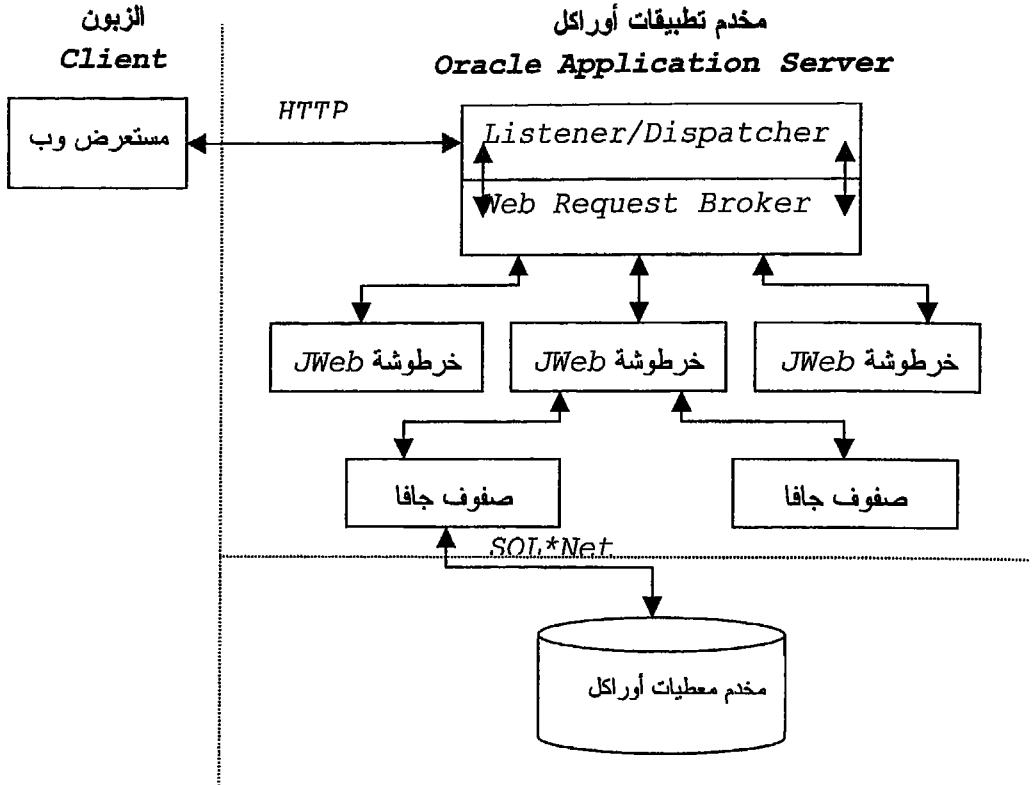 الزبون
Client
مخدم تطبيقات أوراكل
Oracle Application Server
مستعرض وب
HTTP
Listener/Dispatcher
Web Request Broker
خرطوشة JWeb
خرطوشة JWeb
خرطوشة JWeb
صفوف جافا
صفوف جافا
SQL*Net
مخدم معطيات أوراكل